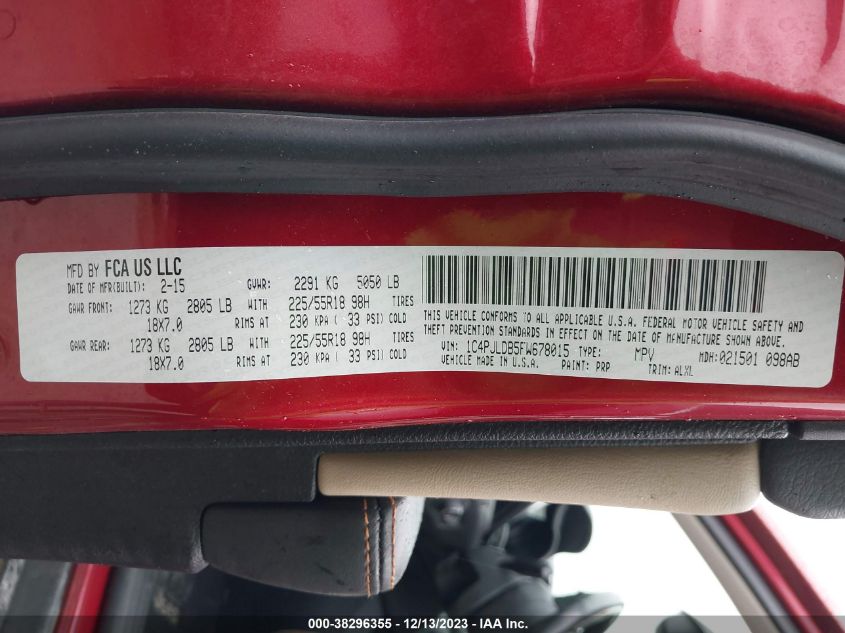 MFD BY FCA US LLC
DATE OF MFR(BUILT): 2-15 GVWR: 2291 KG 5050 LB
GAWR FRONT: 1273 KG 2805 LB WITH 225/55R18 98H TIRES
18X7.0 RIMS AT 230 KPA ( 33 PSI) COLD
GAWR REAR: 1273 KG 2805 LB WITH 225/55R18 98H TIRES
18X7.0 RIMS AT 230 KPA ( 33 PSI) COLD
THIS VEHICLE CONFORMS TO ALL APPLICABLE U.S.A. FEDERAL MOTOR VEHICLE SAFETY AND
THEFT PREVENTION STANDARDS IN EFFECT ON THE DATE OF MANUFACTURE SHOWN ABOVE.
VIN: 1C4PJLDB5FW678015 TYPE: MPV MDH: 021501 098AB
MADE IN U.S.A. PAINT: PRP TRIM: ALXL
000-38296355 - 12/13/2023 - IAA Inc.